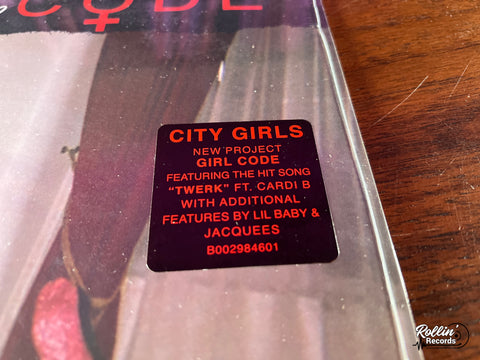 CODE
CITY GIRLS
NEW PROJECT
GIRL CODE
FEATURING THE HIT SONG
"TWERK" FT. CARDI B
WITH ADDITIONAL
FEATURES BY LIL BABY &
JACQUEES
B002984601
Rollin'
Records